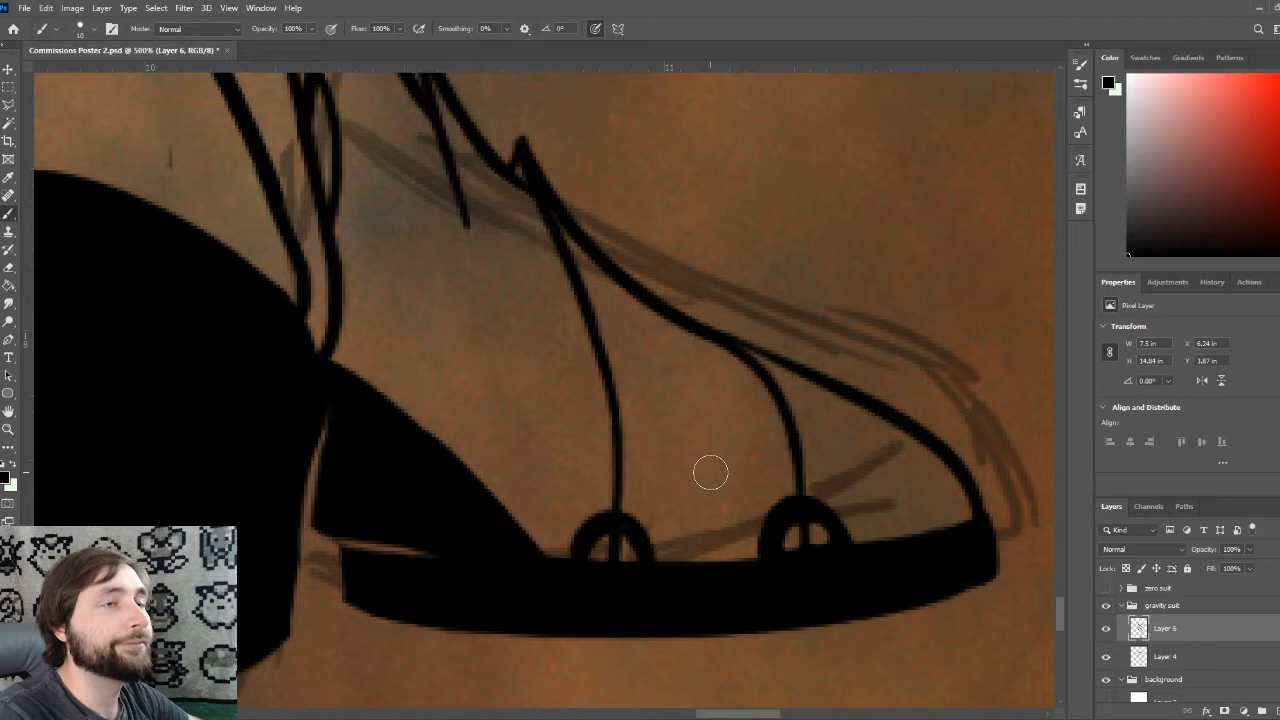 Ps File Edit Image Layer Type Select Filter 3D View Window Help
10 Mode: Normal Opacity: 100% Flow: 100% Smoothing: 0% 0°
Commissions Poster 2.psd @ 500% (Layer 6, RGB/8) * ×
10 11
Color Swatches Gradients Patterns
Properties Adjustments History Actions
Pixel Layer
Transform
W 7.5 in X 6.24 in
H 14.84 in Y 3.87 in
0.00°
Align and Distribute
Align:
Layers Channels Paths
Kind
Normal Opacity: 100%
Lock: Fill: 100%
zero suit
gravity suit
Layer 6
Layer 4
background
fx